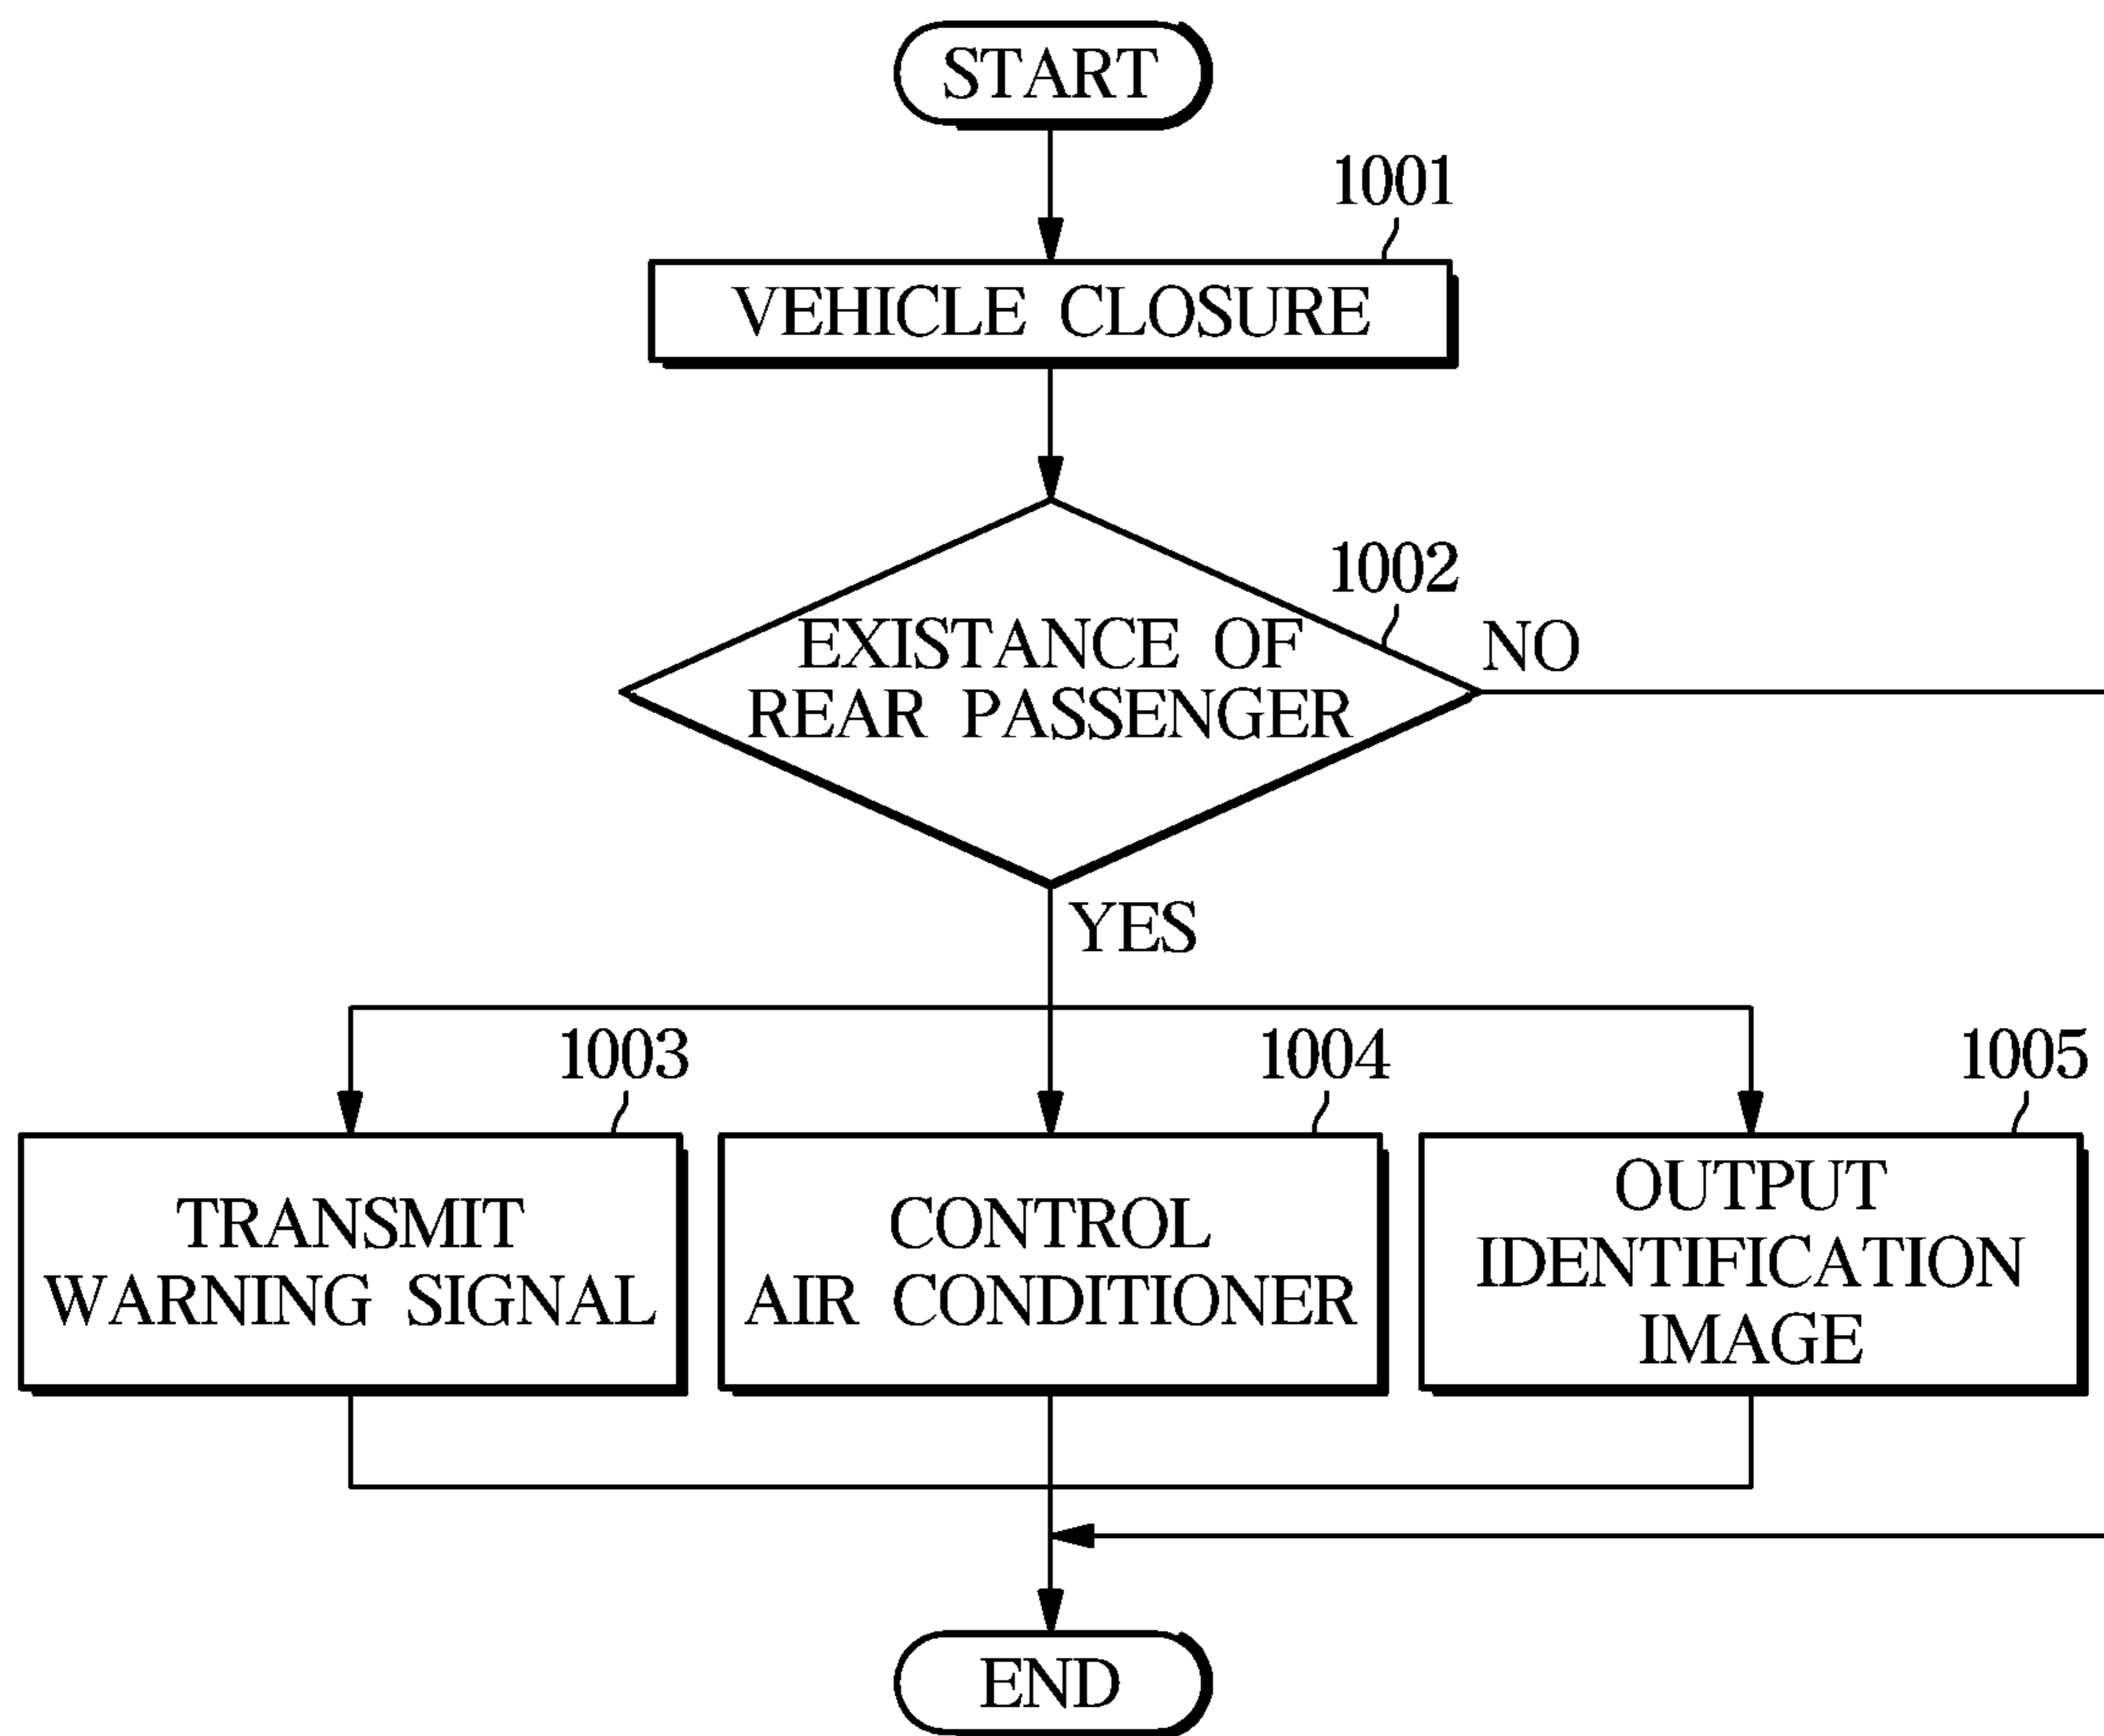 START
1001
VEHICLE CLOSURE
1002
EXISTANCE OF
REAR PASSENGER
NO
YES
1003
TRANSMIT
WARNING SIGNAL
1004
CONTROL
AIR CONDITIONER
1005
OUTPUT
IDENTIFICATION
IMAGE
END